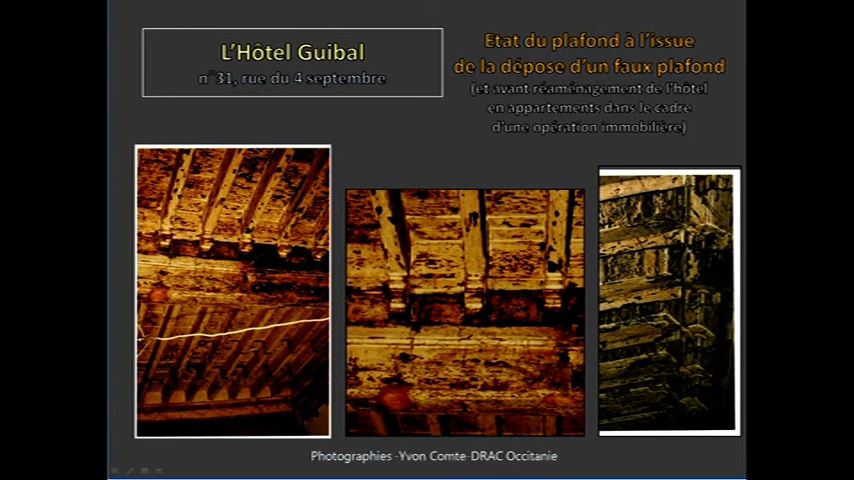 L'Hôtel Guibal
n°31, rue du 4 septembre
Etat du plafond à l'issue
de la dépose d'un faux plafond
(et avant réaménagement de l'hôtel
en appartements dans le cadre
d'une opération immobilière)
Photographies -Yvon Comte-DRAC Occitanie